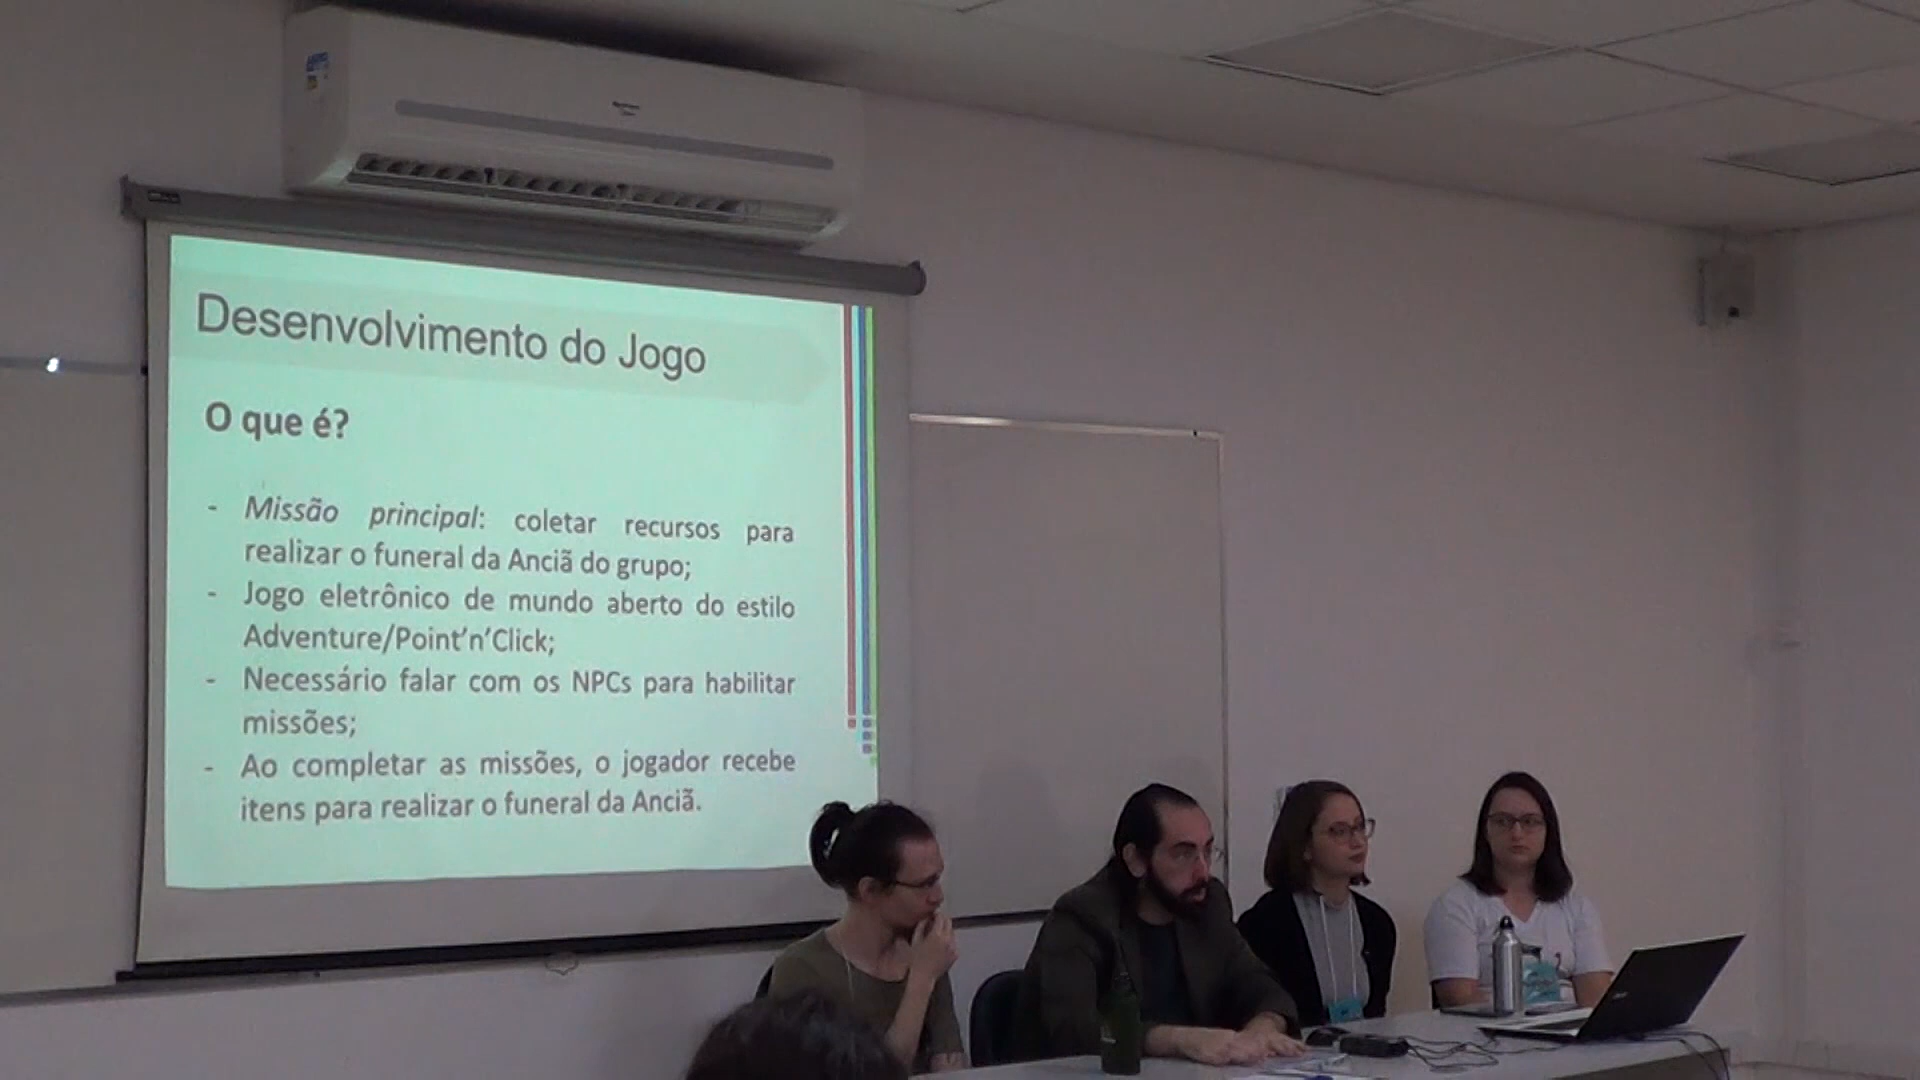 Desenvolvimento do Jogo
O que é?
- Missão principal: coletar recursos para
realizar o funeral da Anciã do grupo;
- Jogo eletrônico de mundo aberto do estilo
Adventure/Point’n’Click;
- Necessário falar com os NPCs para habilitar
missões;
- Ao completar as missões, o jogador recebe
itens para realizar o funeral da Anciã.